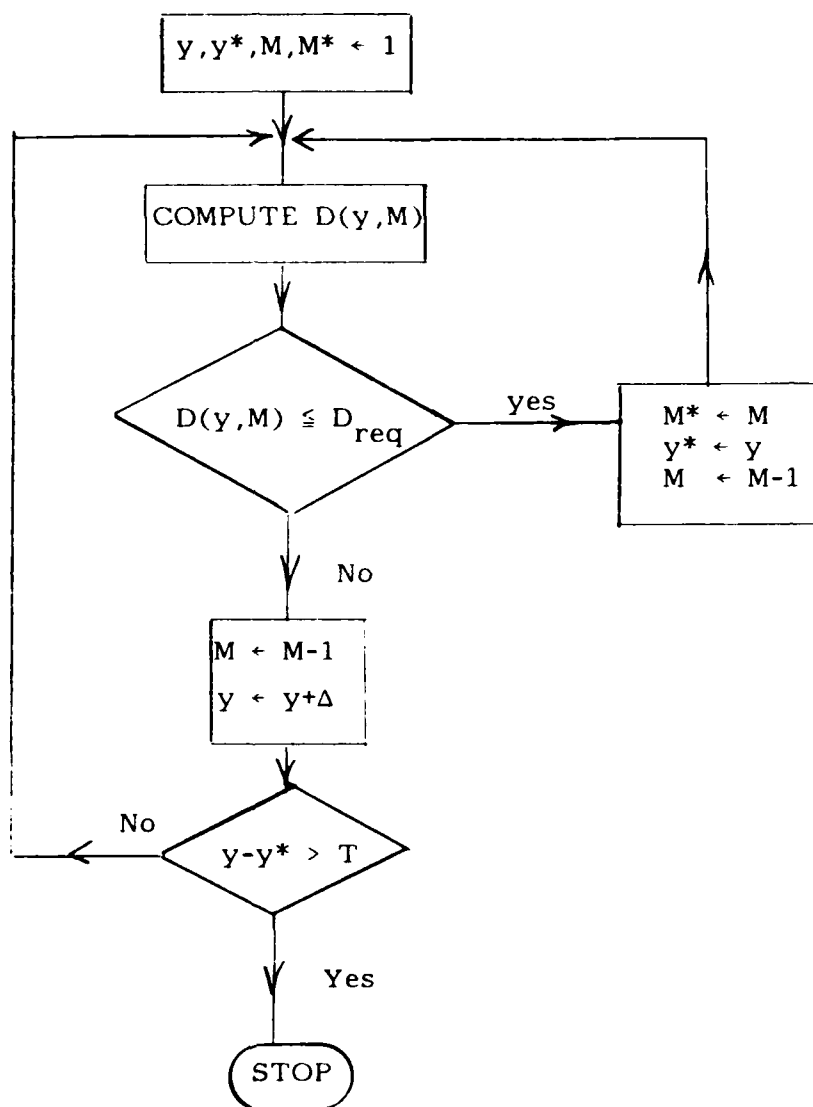 y,y*,M,M* ← 1
COMPUTE D(y,M)
D(y,M) ≦ D_req
yes
M* ← M
y* ← y
M ← M-1
No
M ← M-1
y ← y+Δ
No
y-y* > T
Yes
STOP